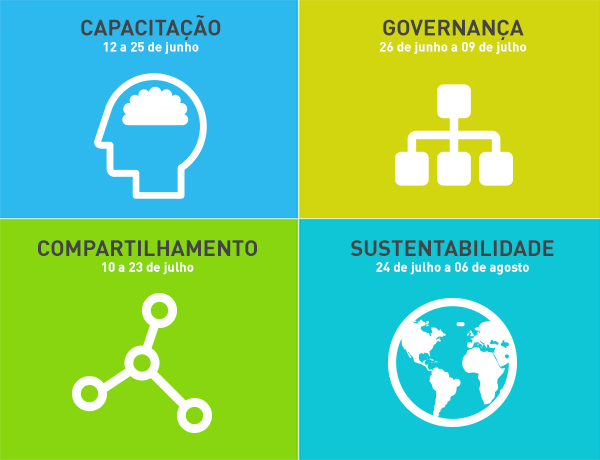 CAPACITAÇÃO
12 a 25 de junho
GOVERNANÇA
26 de junho a 09 de julho
COMPARTILHAMENTO
10 a 23 de julho
SUSTENTABILIDADE
24 de julho a 06 de agosto